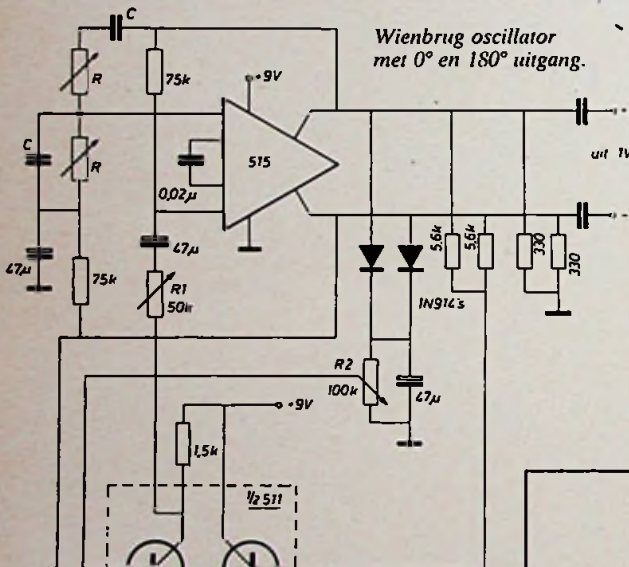 Wienbrug oscillator
met 0° en 180° uitgang.
C
R
75k
+9V
C
R
515
0,02µ
uit 1V
47µ
47µ
75k
R1
50k
5,6k
5,6k
330
330
1N914's
R2
100k
47µ
+9V
1,5k
½ 511